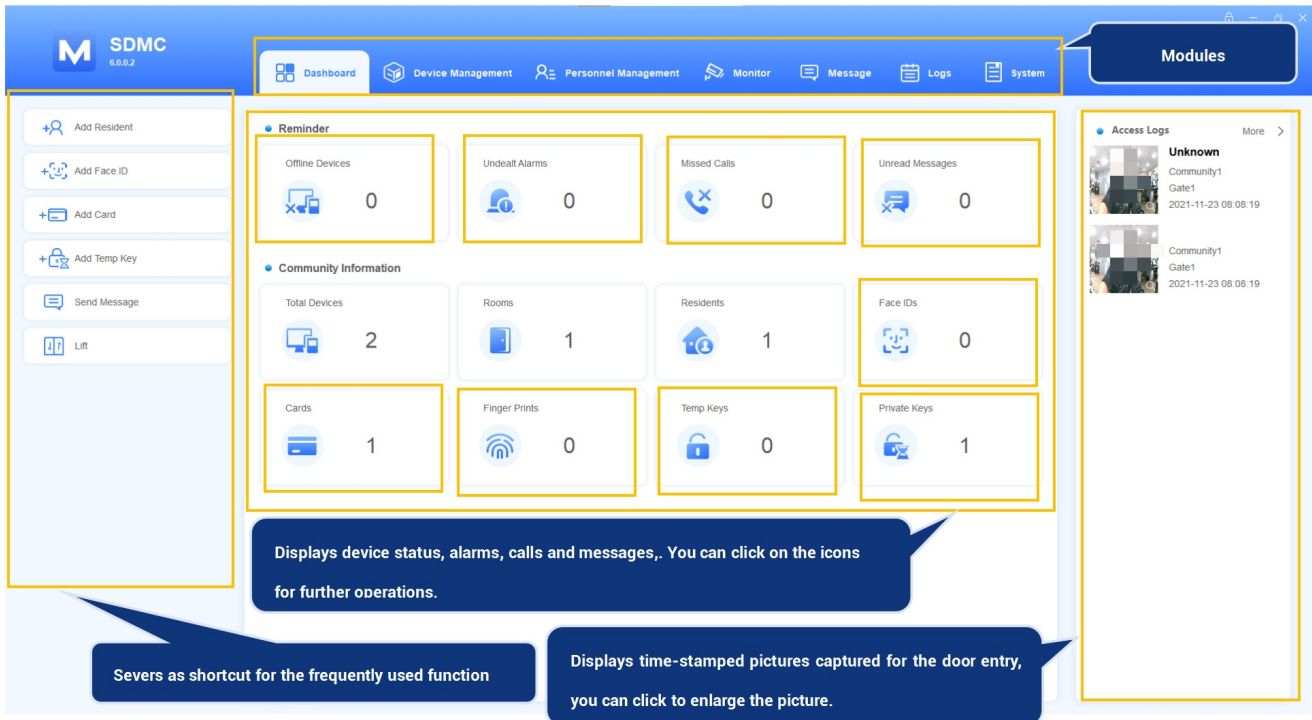 SDMC
6.0.0.2
Dashboard
Device Management
Personnel Management
Monitor
Message
Logs
System
Modules
Add Resident
Add Face ID
Add Card
Add Temp Key
Send Message
Lift
Reminder
Offline Devices
0
Undealt Alarms
0
Missed Calls
0
Unread Messages
0
Community Information
Total Devices
2
Rooms
1
Residents
1
Face IDs
0
Cards
1
Finger Prints
0
Temp Keys
0
Private Keys
1
Access Logs
More
Unknown
Community1
Gate1
2021-11-23 08:08:19
Community1
Gate1
2021-11-23 08:08:19
Displays device status, alarms, calls and messages,. You can click on the icons
for further operations.
Severs as shortcut for the frequently used function
Displays time-stamped pictures captured for the door entry,
you can click to enlarge the picture.